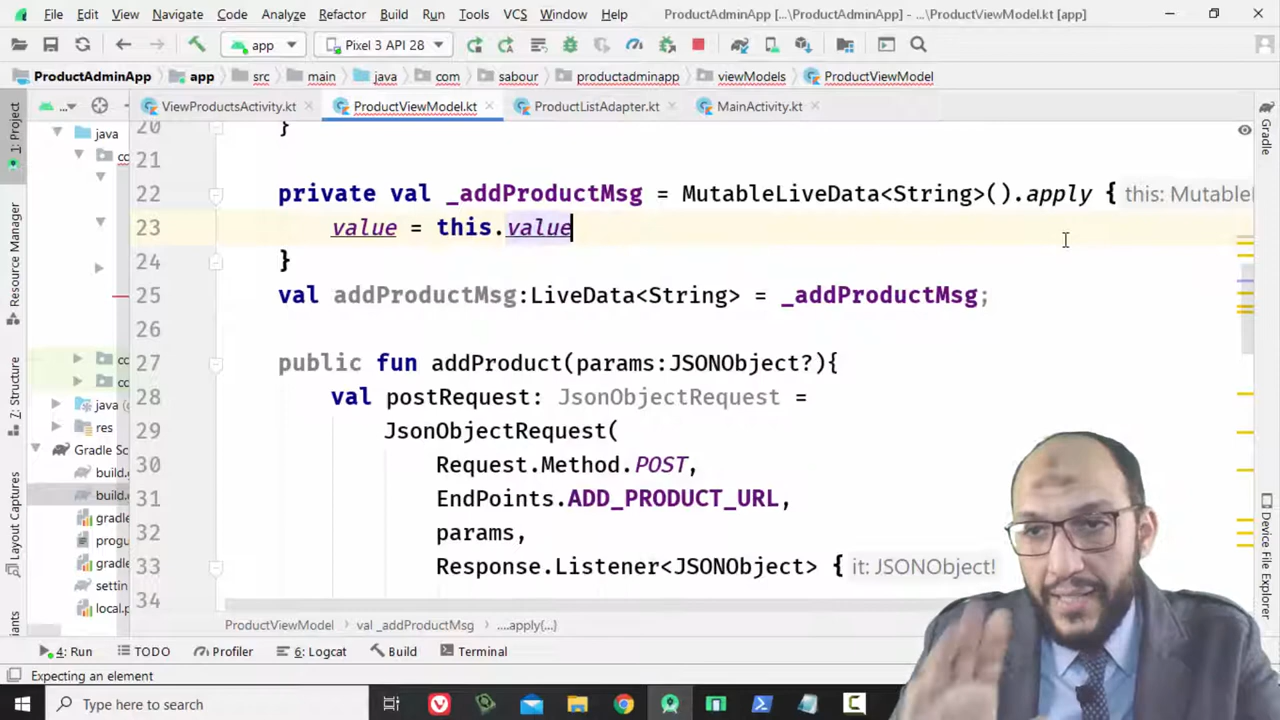 File Edit View Navigate Code Analyze Refactor Build Run Tools VCS Window Help ProductAdminApp [...\ProductAdminApp] - ...\ProductViewModel.kt [app]
app Pixel 3 API 28
ProductAdminApp app src main java com sabour productadminapp viewModels ProductViewModel
... ViewProductsActivity.kt ProductViewModel.kt ProductListAdapter.kt MainActivity.kt
1: Project
Resource Manager
7: Structure
Layout Captures
java
java
res
Gradle Sc
build.
build.
gradle
progu
gradle
settin
local.p
20 }
21
22 private val _addProductMsg = MutableLiveData<String>().apply { this: Mutable
23 value = this.value
24 }
25 val addProductMsg:LiveData<String> = _addProductMsg;
26
27 public fun addProduct(params:JSONObject?){
28 val postRequest: JsonObjectRequest =
29 JsonObjectRequest(
30 Request.Method.POST,
31 EndPoints.ADD_PRODUCT_URL,
32 params,
33 Response.Listener<JSONObject> { it: JSONObject!
34
Gradle
Device File Explorer
ProductViewModel val _addProductMsg ....apply{...}
4: Run TODO Profiler 6: Logcat Build Terminal
Expecting an element
Type here to search